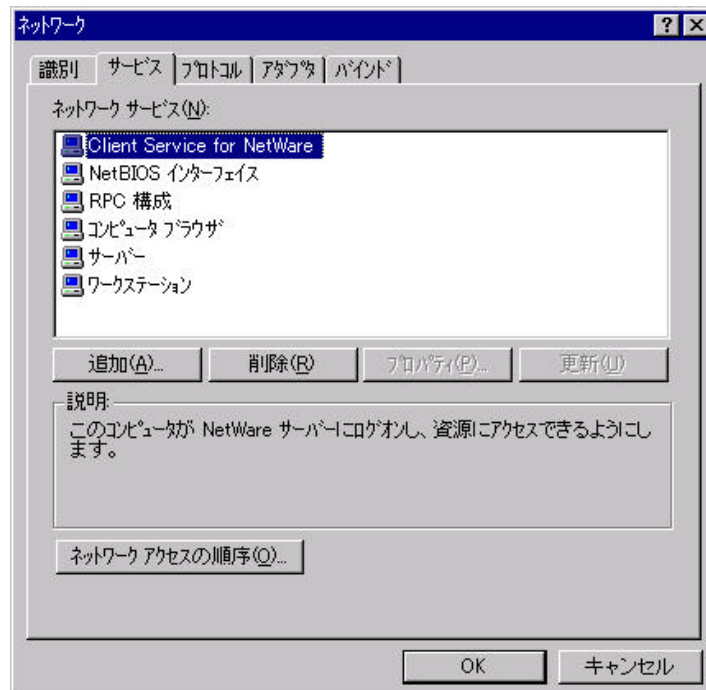 ネットワーク
識別 サービス プロトコル アダプタ バインド
ネットワーク サービス(N):
Client Service for NetWare
NetBIOS インターフェイス
RPC 構成
コンピュータ ブラウザ
サーバー
ワークステーション
追加(A)... 削除(R) プロパティ(P)... 更新(U)
説明:
このコンピュータが NetWare サーバーにログオンし、資源にアクセスできるようにし
ます。
ネットワーク アクセスの順序(O)...
OK キャンセル